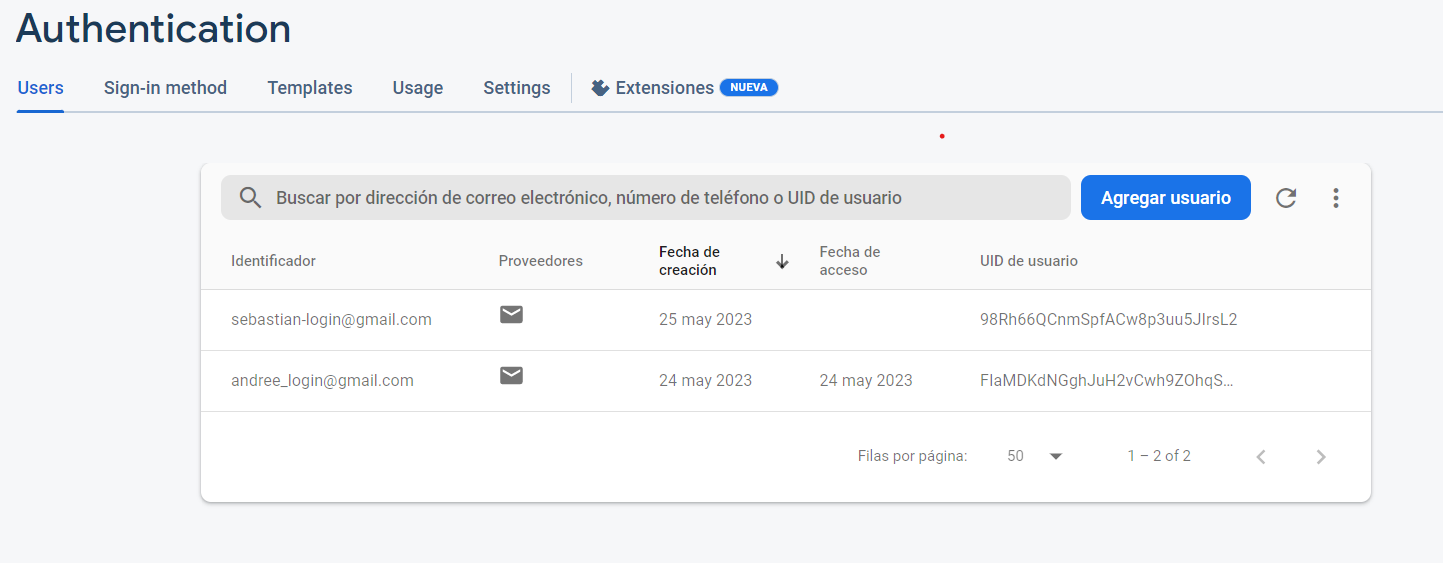 Authentication
Users Sign-in method Templates Usage Settings Extensiones NUEVA
Buscar por dirección de correo electrónico, número de teléfono o UID de usuario Agregar usuario
Identificador Proveedores Fecha de creación Fecha de acceso UID de usuario
sebastian-login@gmail.com 25 may 2023 98Rh66QCnmSpfACw8p3uu5JIrsL2
andree_login@gmail.com 24 may 2023 24 may 2023 FIaMDKdNGghJuH2vCwh9ZOhqS...
Filas por página: 50 1 – 2 of 2